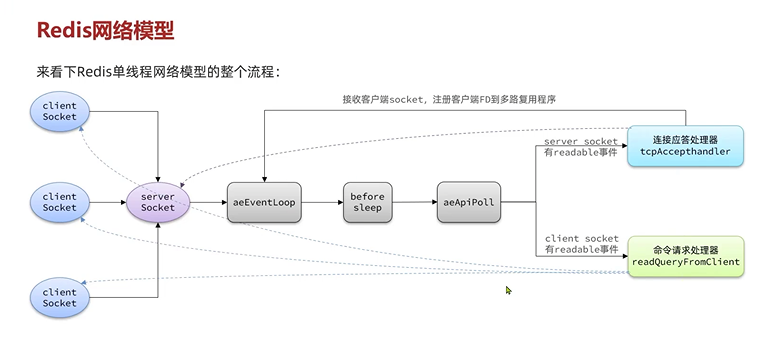 Redis网络模型
来看下Redis单线程网络模型的整个流程：
接收客户端socket，注册客户端FD到多路复用程序
client
Socket
server socket
有readable事件
连接应答处理器
tcpAccepthandler
client
Socket
server
Socket
aeEventLoop
before
sleep
aeApiPoll
client socket
有readable事件
命令请求处理器
readQueryFromClient
client
Socket